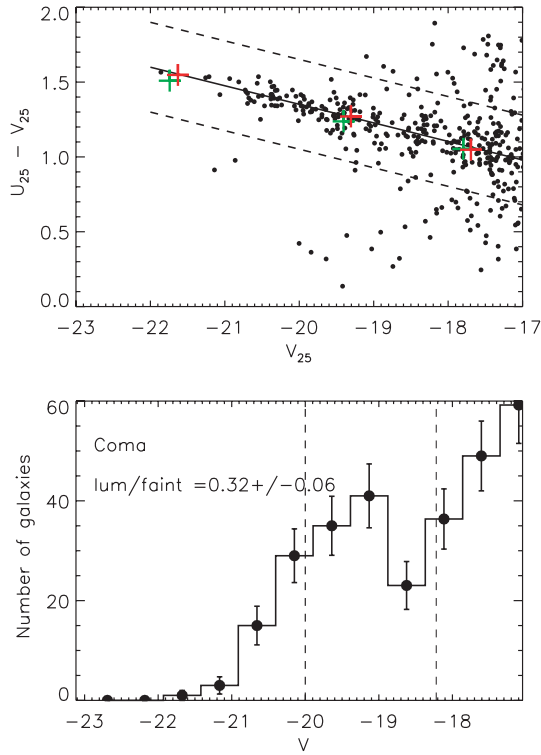 2.0
1.5
1.0
0.5
0.0
U25 – V25
−23 −22 −21 −20 −19 −18 −17
V25
60
40
20
0
Number of galaxies
Coma
lum/faint =0.32+/−0.06
−23 −22 −21 −20 −19 −18
V